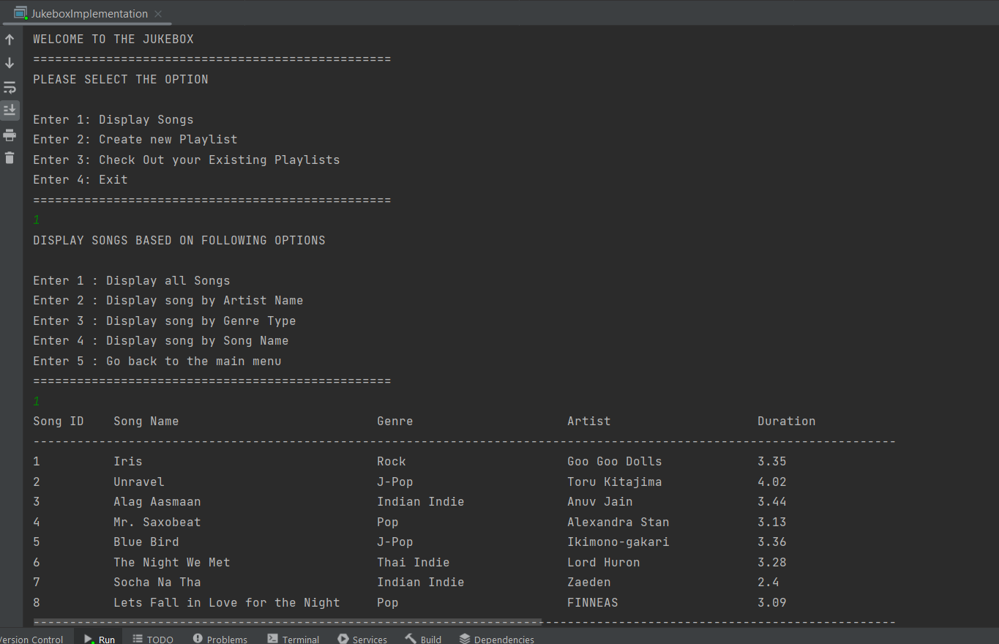 JukeboxImplementation
WELCOME TO THE JUKEBOX
=================================================
PLEASE SELECT THE OPTION
Enter 1: Display Songs
Enter 2: Create new Playlist
Enter 3: Check Out your Existing Playlists
Enter 4: Exit
=================================================
1
DISPLAY SONGS BASED ON FOLLOWING OPTIONS
Enter 1 : Display all Songs
Enter 2 : Display song by Artist Name
Enter 3 : Display song by Genre Type
Enter 4 : Display song by Song Name
Enter 5 : Go back to the main menu
=================================================
1
Song ID    Song Name                           Genre                     Artist                    Duration
----------------------------------------------------------------------------------------------------------------------
1          Iris                                Rock                      Goo Goo Dolls             3.35
2          Unravel                             J-Pop                     Toru Kitajima             4.02
3          Alag Aasmaan                        Indian Indie              Anuv Jain                 3.44
4          Mr. Saxobeat                        Pop                       Alexandra Stan            3.13
5          Blue Bird                           J-Pop                     Ikimono-gakari            3.36
6          The Night We Met                    Thai Indie                Lord Huron                3.28
7          Socha Na Tha                        Indian Indie              Zaeden                    2.4
8          Lets Fall in Love for the Night     Pop                       FINNEAS                   3.09
----------------------------------------------------------------------------------------------------------------------
Version Control Run TODO Problems Terminal Services Build Dependencies